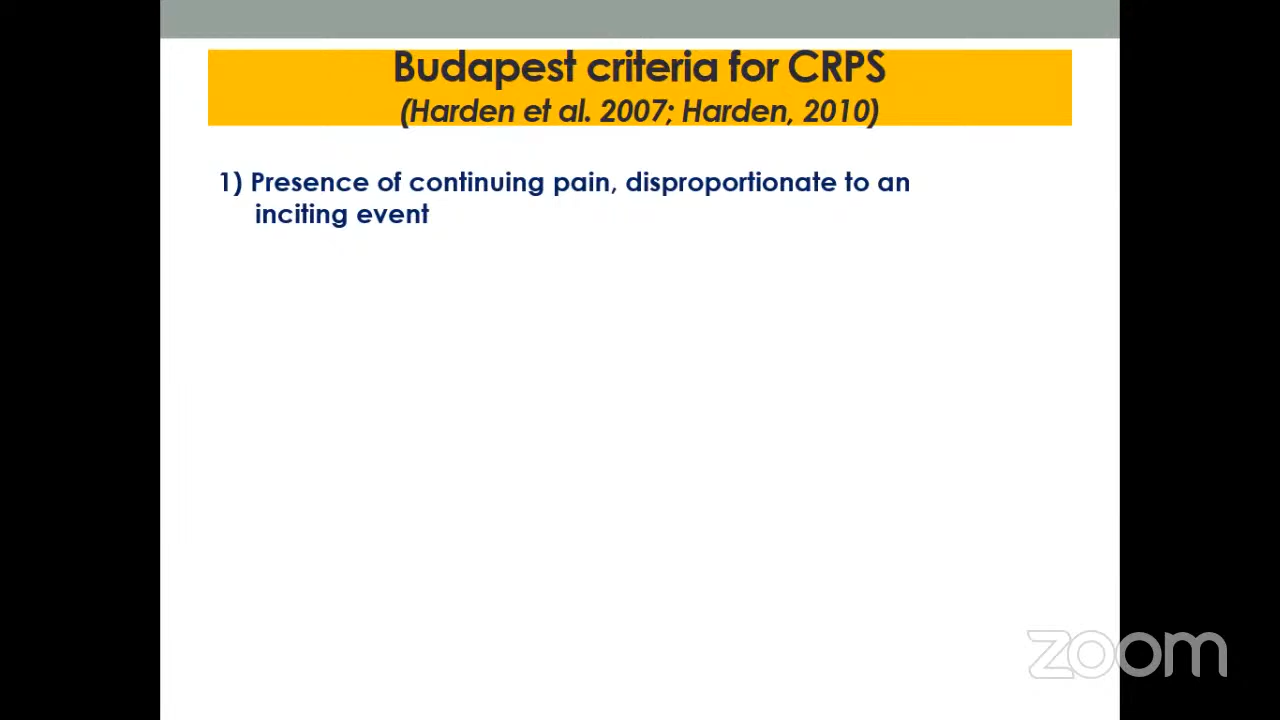 Budapest criteria for CRPS
(Harden et al. 2007; Harden, 2010)
1) Presence of continuing pain, disproportionate to an
inciting event
zoom